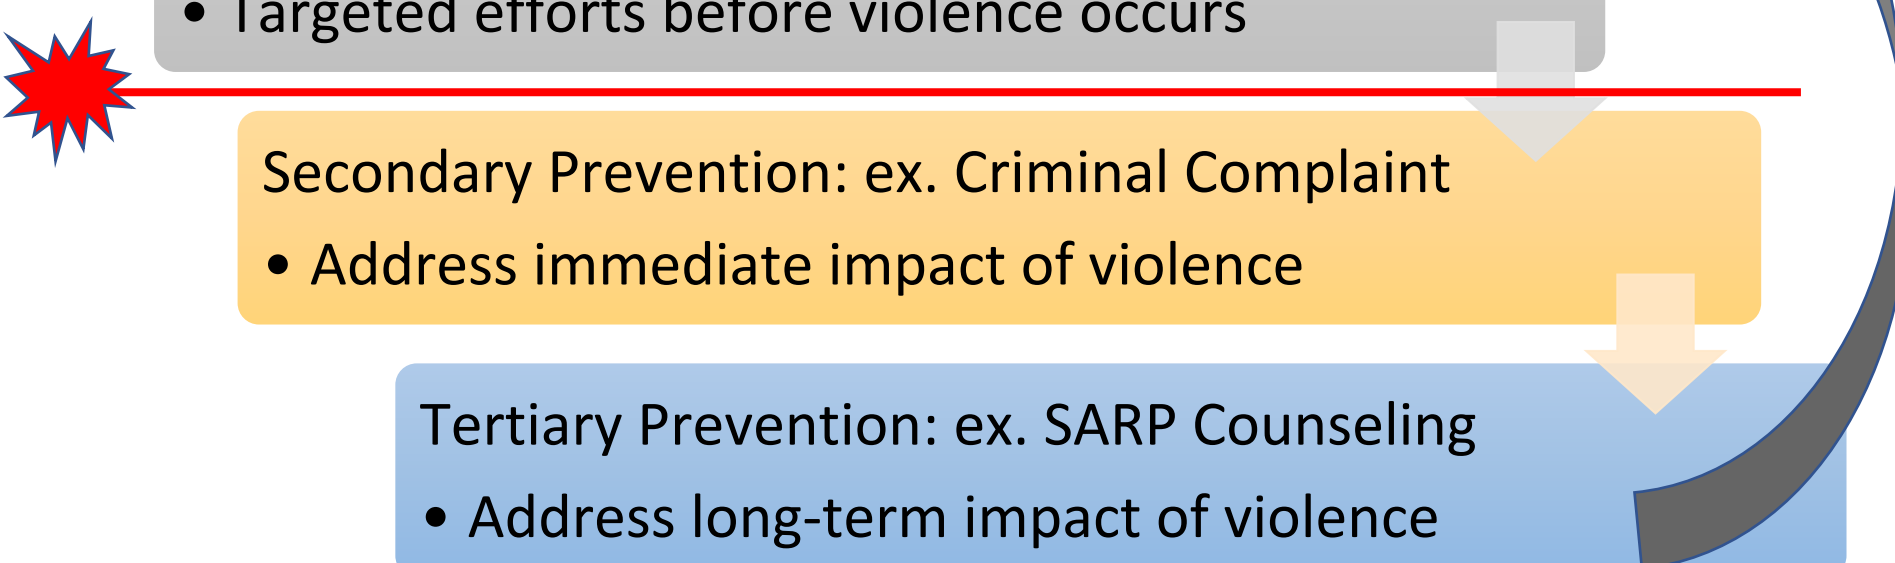 • Targeted efforts before violence occurs
Secondary Prevention: ex. Criminal Complaint
• Address immediate impact of violence
Tertiary Prevention: ex. SARP Counseling
• Address long-term impact of violence